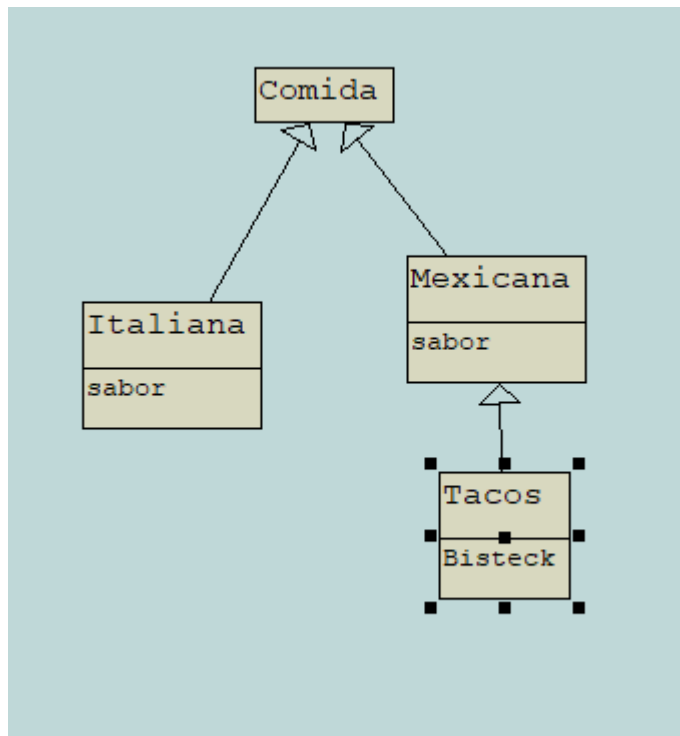 Comida
Italiana
sabor
Mexicana
sabor
Tacos
Bisteck